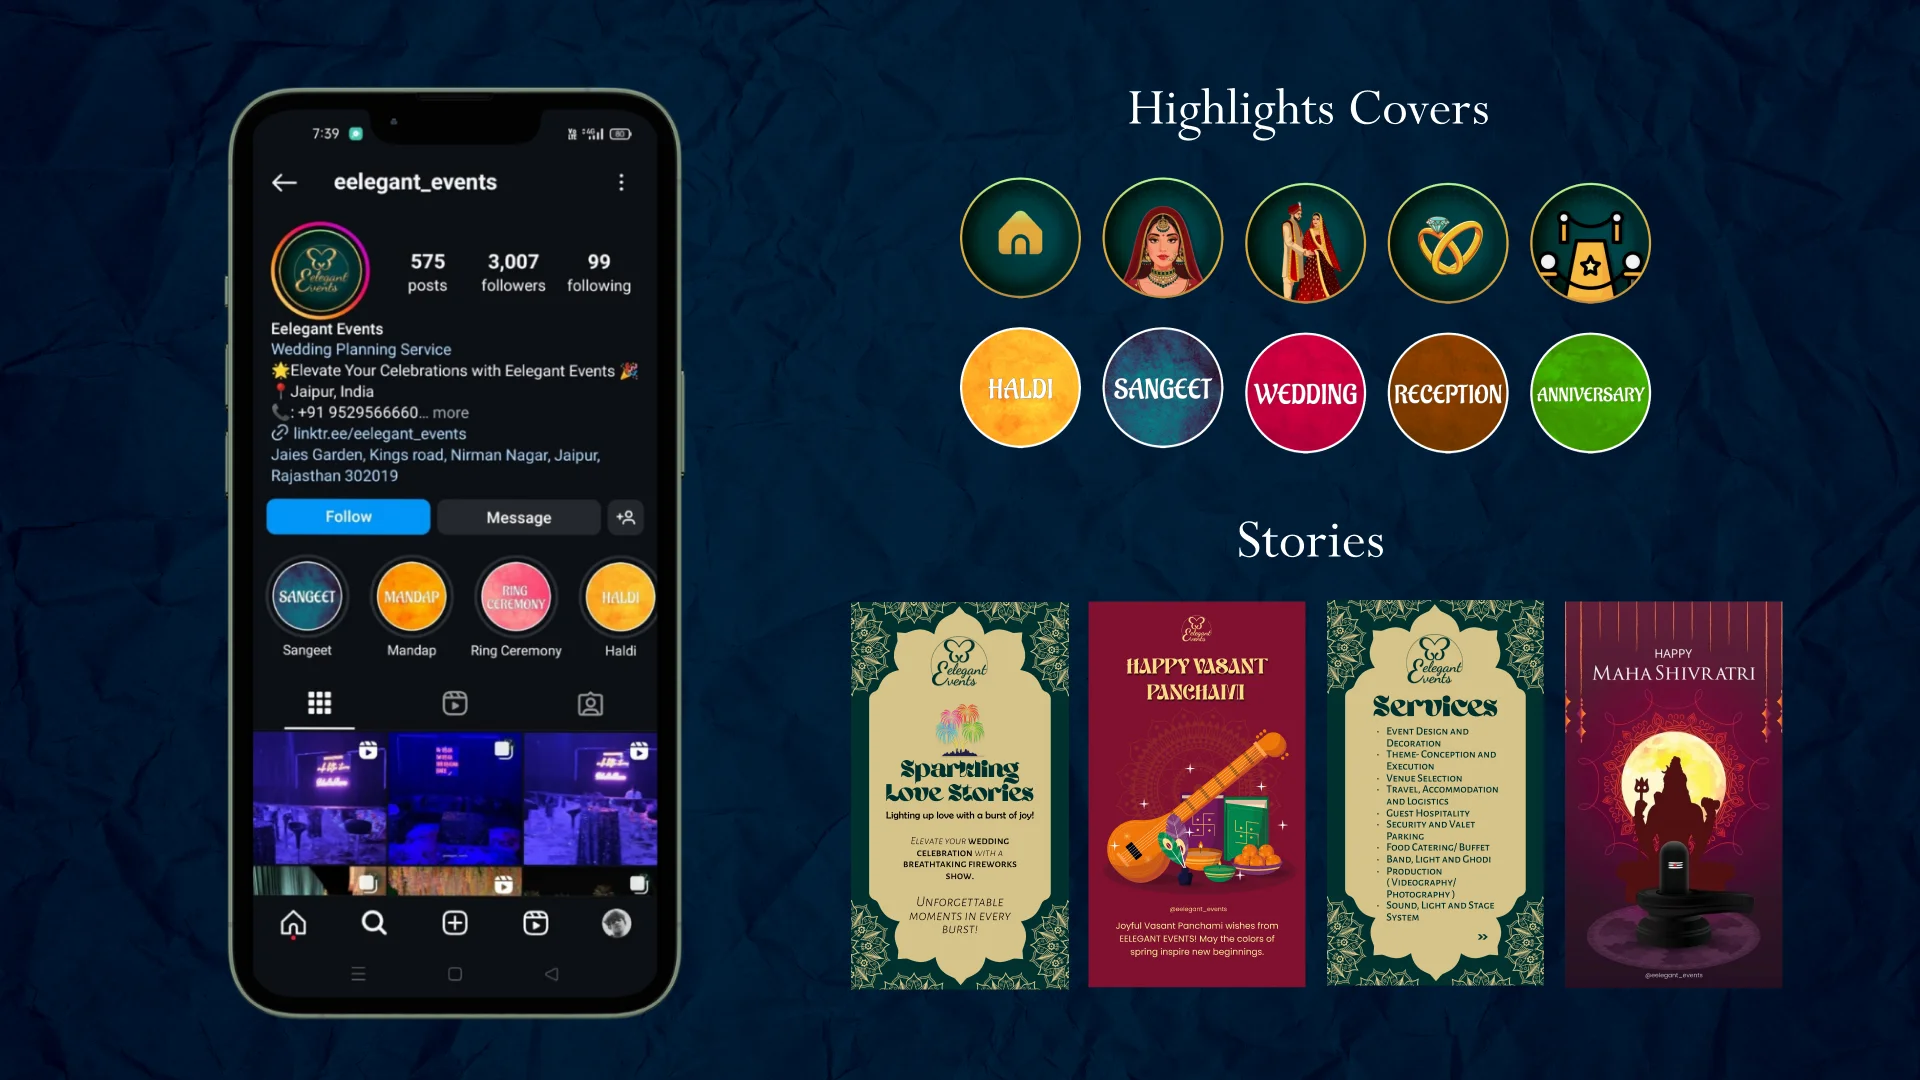 7:39
80
eelegant_events
Eelegant Events
575
posts
3,007
followers
99
following
Eelegant Events
Wedding Planning Service
🌟Elevate Your Celebrations with Eelegant Events 🎉
📍Jaipur, India
📞: +91 9529566660… more
linktr.ee/eelegant_events
Jaies Garden, Kings road, Nirman Nagar, Jaipur,
Rajasthan 302019
Follow
Message
SANGEET
MANDAP
RING
CEREMONY
HALDI
Sangeet
Mandap
Ring Ceremony
Haldi
Highlights Covers
HALDI
SANGEET
WEDDING
RECEPTION
ANNIVERSARY
Stories
Eelegant
Events
Sparkling
Love Stories
Lighting up love with a burst of joy!
Elevate your WEDDING
CELEBRATION with a
BREATHTAKING FIREWORKS
SHOW.
Unforgettable
moments in every
burst!
Eelegant
Events
HAPPY VASANT
PANCHAMI
@eelegant_events
Joyful Vasant Panchami wishes from
EELEGANT EVENTS! May the colors of
spring inspire new beginnings.
Eelegant
Events
Services
· Event Design and
Decoration
· Theme- Conception and
Execution
· Venue Selection
· Travel, Accommodation
and Logistics
· Guest Hospitality
· Security and Valet
Parking
· Food Catering/ Buffet
· Band, Light and Ghodi
· Production
( Videography/
Photography )
· Sound, Light and Stage
System
»
HAPPY
MAHA SHIVRATRI
@eelegant_events